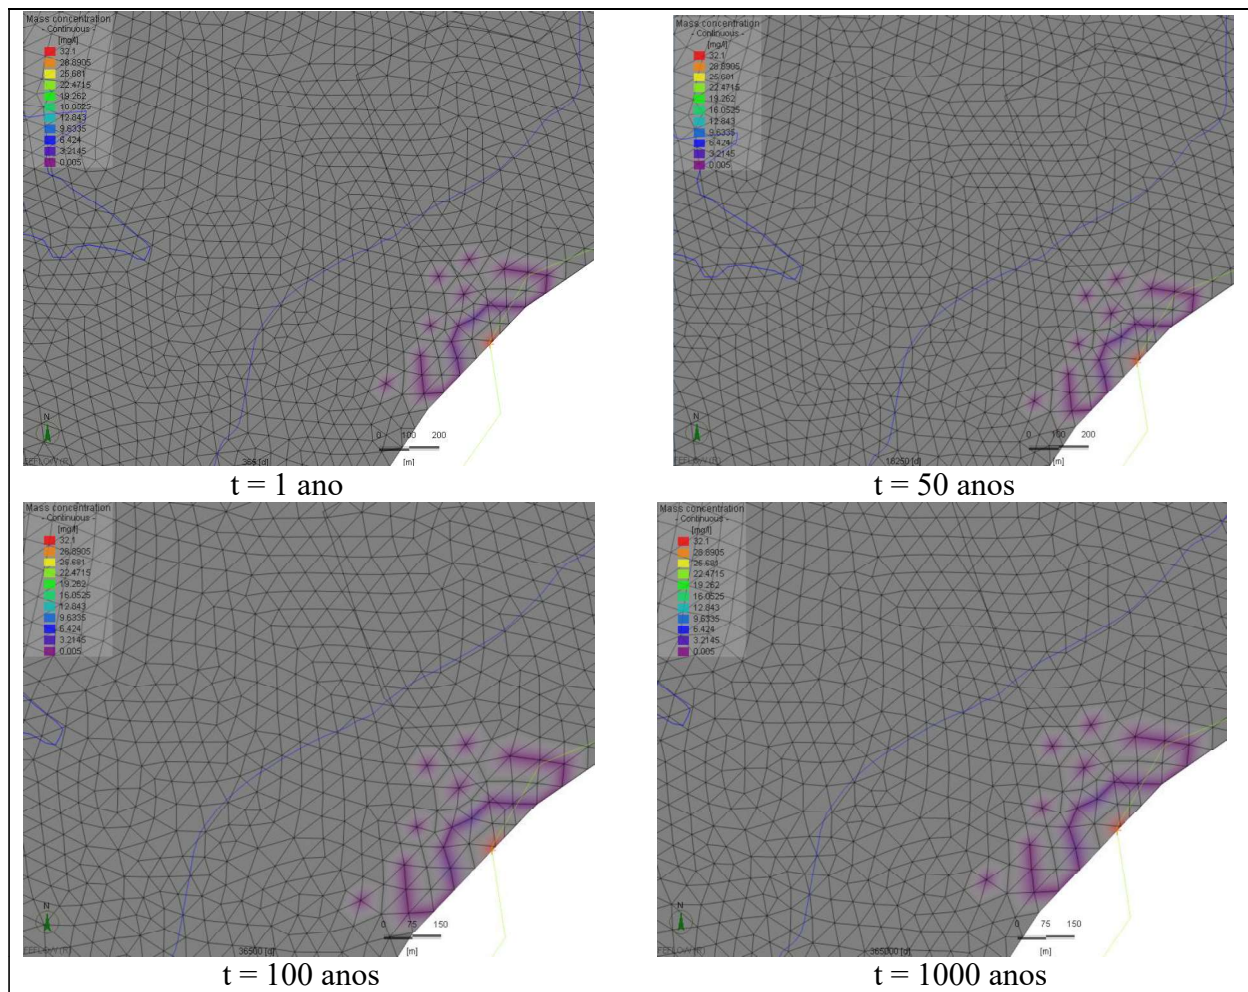 Mass concentration
- Continuous -
[mg/l]
32.1
28.8905
25.681
22.4715
19.262
16.0525
12.843
9.6335
6.424
3.2145
0.005
N
0 100 200
[m]
365 [d]
FEFLOW (R)
t = 1 ano
Mass concentration
- Continuous -
[mg/l]
32.1
28.8905
25.681
22.4715
19.262
16.0525
12.843
9.6335
6.424
3.2145
0.005
N
0 100 200
[m]
18250 [d]
FEFLOW (R)
t = 50 anos
Mass concentration
- Continuous -
[mg/l]
32.1
28.8905
25.681
22.4715
19.262
16.0525
12.843
9.6335
6.424
3.2145
0.005
N
0 75 150
[m]
36500 [d]
FEFLOW (R)
t = 100 anos
Mass concentration
- Continuous -
[mg/l]
32.1
28.8905
25.681
22.4715
19.262
16.0525
12.843
9.6335
6.424
3.2145
0.005
N
0 75 150
[m]
365000 [d]
FEFLOW (R)
t = 1000 anos